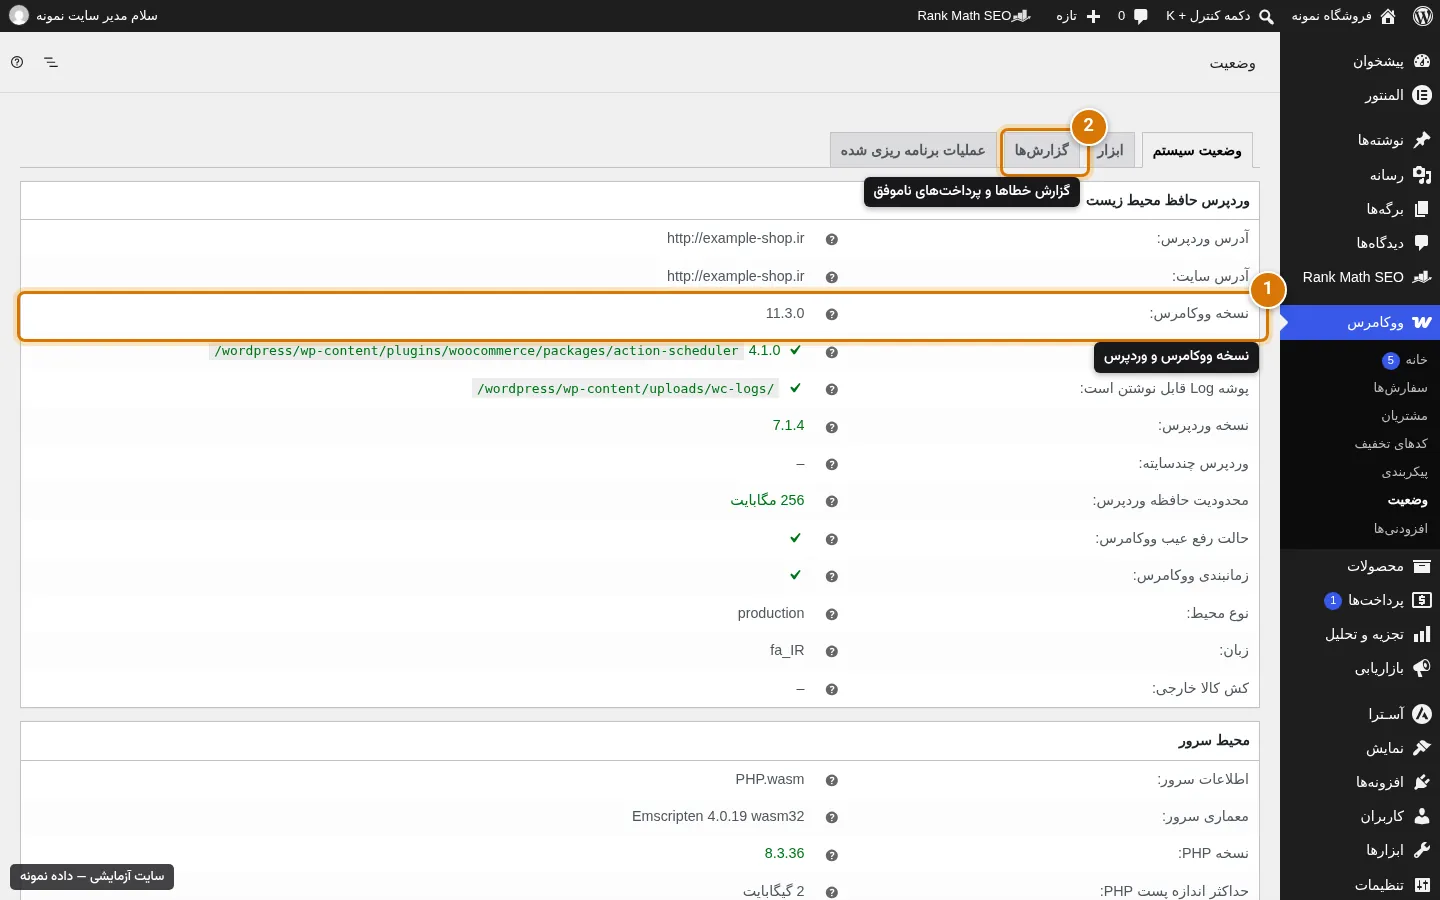 فروشگاه نمونه
دکمه کنترل + K
0
تازه
Rank Math SEO
سلام مدیر سایت نمونه
وضعیت
پیشخوان
المنتور
نوشته‌ها
رسانه
برگه‌ها
دیدگاه‌ها
Rank Math SEO
ووکامرس
خانه 5
سفارش‌ها
مشتریان
کدهای تخفیف
پیکربندی
وضعیت
افزودنی‌ها
محصولات
پرداخت‌ها 1
تجزیه و تحلیل
بازاریابی
آسـترا
نمایش
افزونه‌ها
کاربران
ابزارها
تنظیمات
وضعیت سیستم
ابزار
گزارش‌ها
عملیات برنامه ریزی شده
2
گزارش خطاها و پرداخت‌های ناموفق
وردپرس حافظ محیط زیست
آدرس وردپرس: http://example-shop.ir
آدرس سایت: http://example-shop.ir
1
نسخه ووکامرس: 11.3.0
نسخه ووکامرس و وردپرس
4.1.0 /wordpress/wp-content/plugins/woocommerce/packages/action-scheduler
پوشه Log قابل نوشتن است: /wordpress/wp-content/uploads/wc-logs/
نسخه وردپرس: 7.1.4
وردپرس چندسایته: –
محدودیت حافظه وردپرس: 256 مگابایت
حالت رفع عیب ووکامرس:
زمانبندی ووکامرس:
نوع محیط: production
زبان: fa_IR
کش کالا خارجی: –
محیط سرور
اطلاعات سرور: PHP.wasm
معماری سرور: Emscripten 4.0.19 wasm32
نسخه PHP: 8.3.36
حداکثر اندازه پست PHP: 2 گیگابایت
سایت آزمایشی – داده نمونه